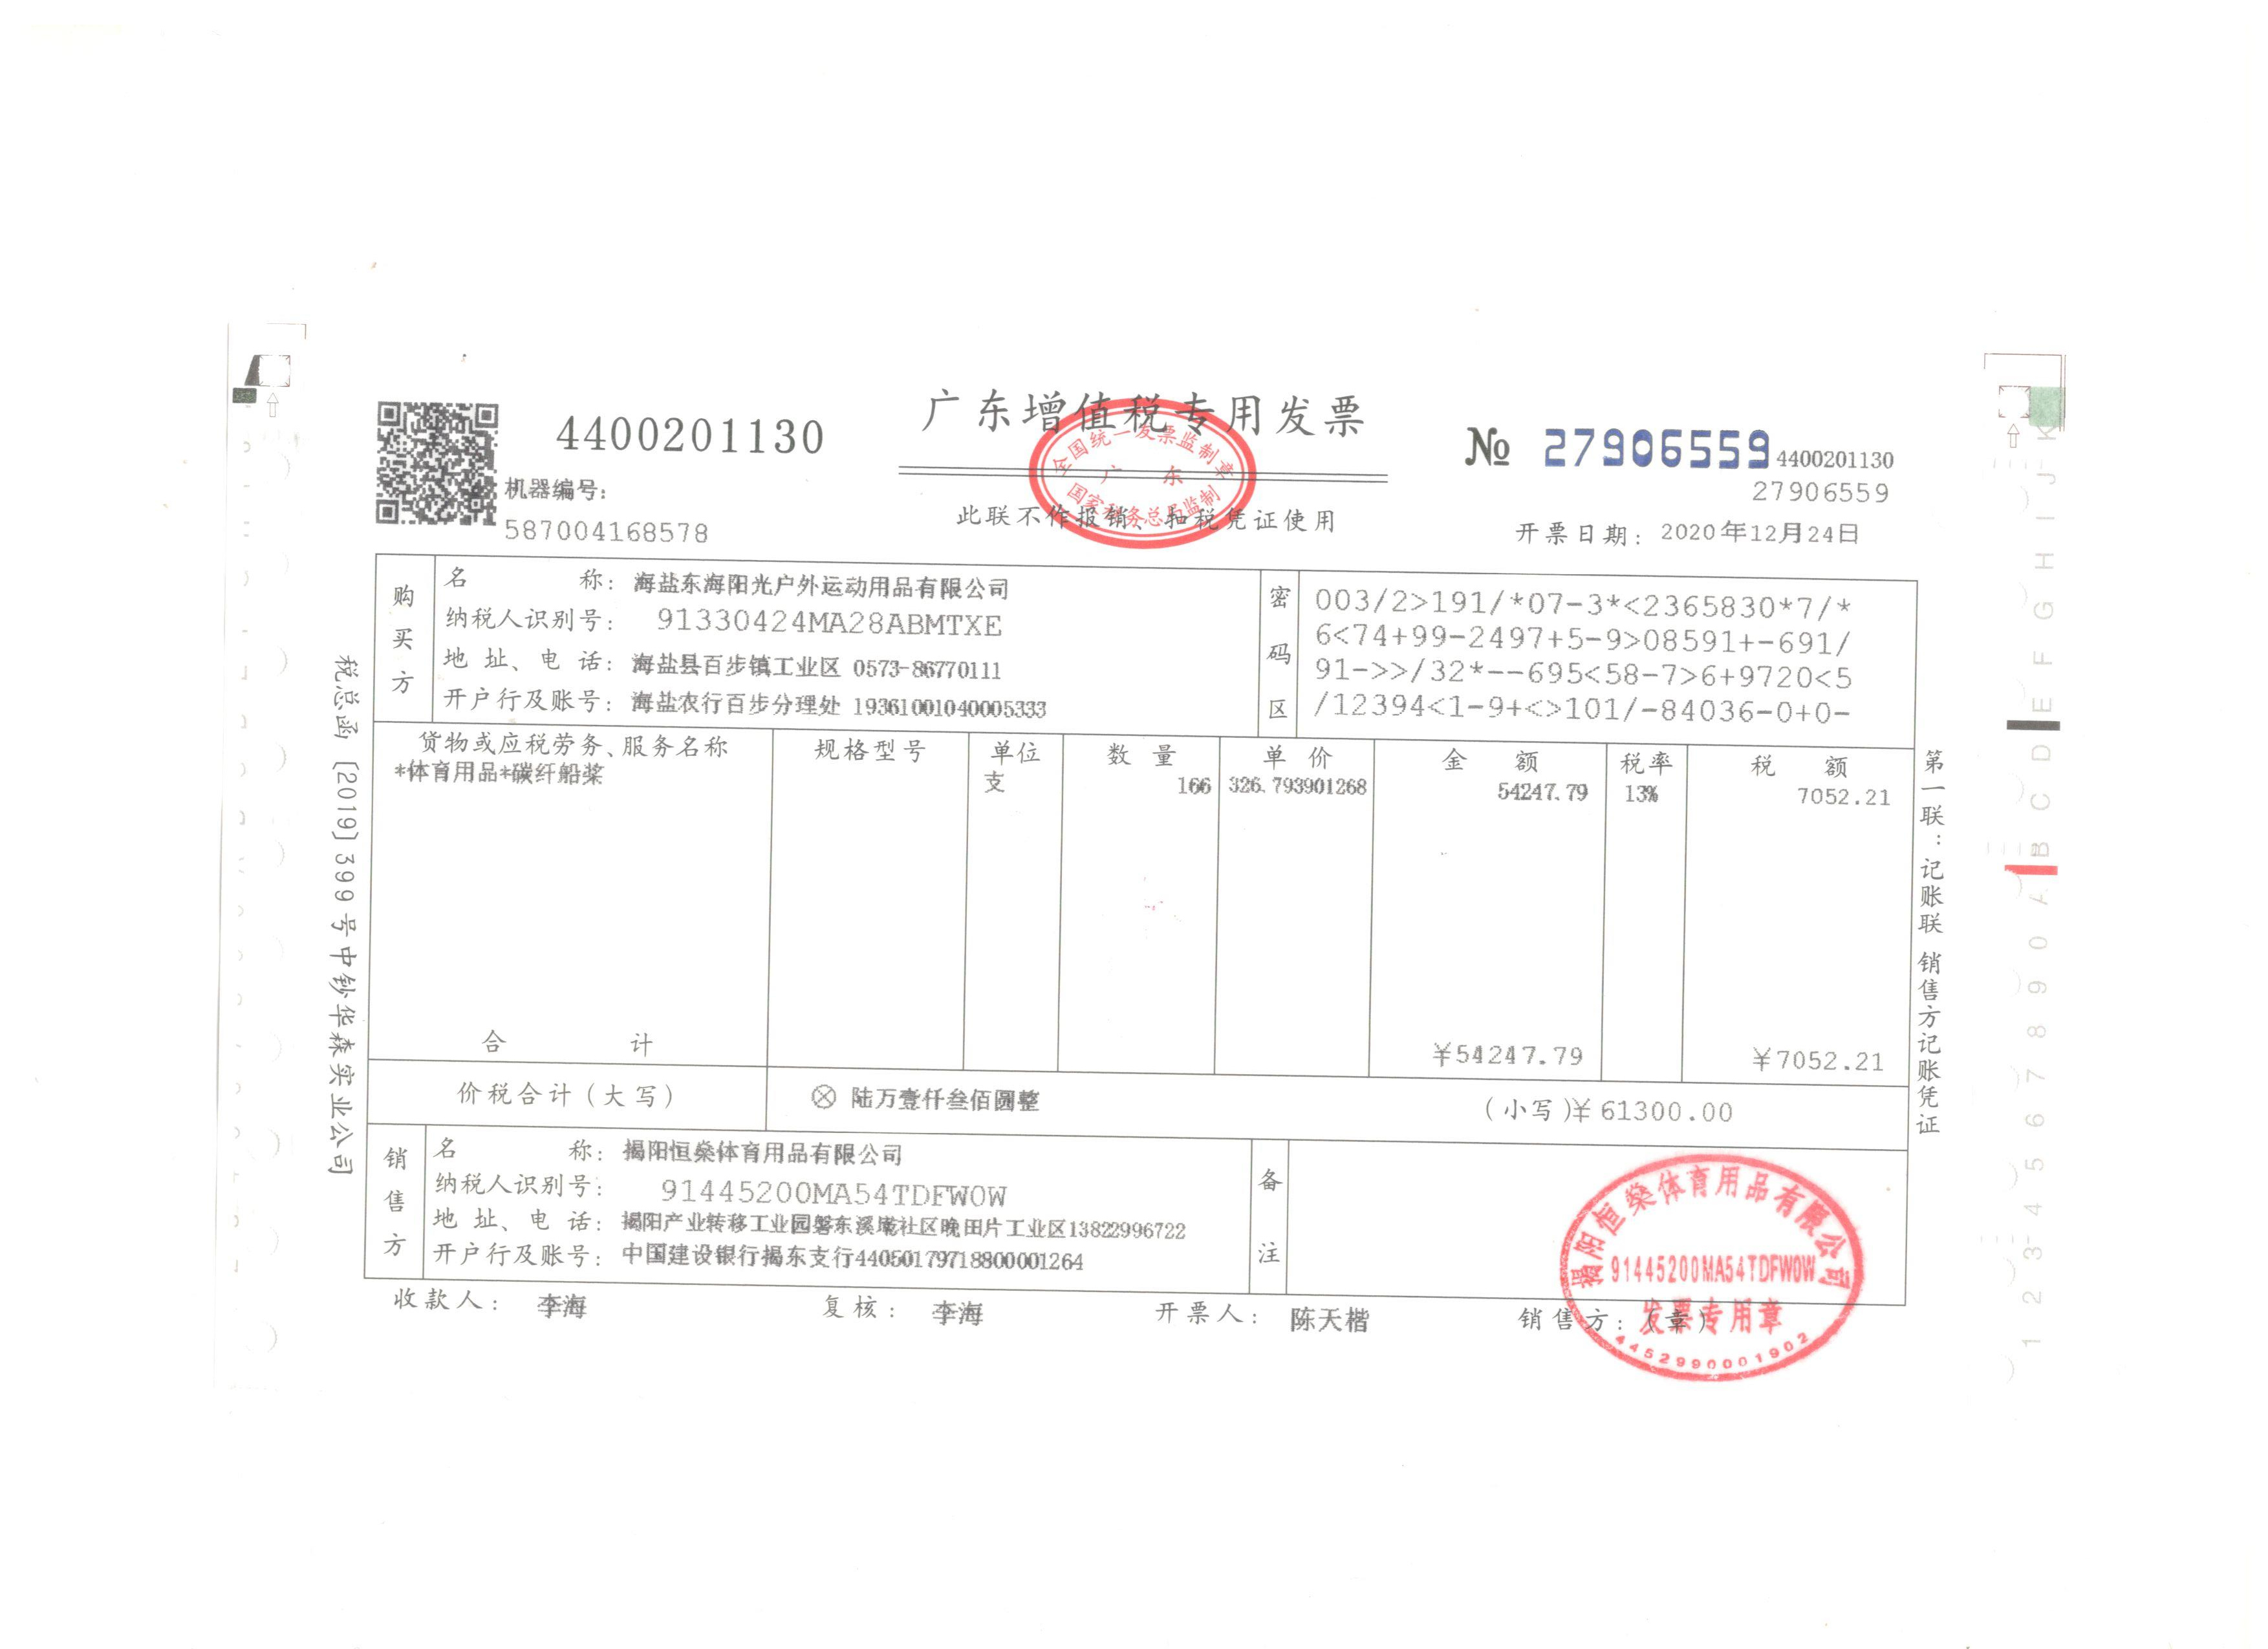 广东增值税专用发票
4400201130
№ 27906559
4400201130
27906559
全国统一发票监制章
广 东
国家税务总局监制
机器编号:
587004168578
此联不作报销、扣税凭证使用
开票日期: 2020年12月24日
购买方
名 称: 海盐东海阳光户外运动用品有限公司
纳税人识别号: 91330424MA28ABMTXE
地 址、电 话: 海盐县百步镇工业区 0573-86770111
开户行及账号: 海盐农行百步分理处 19361001040005333
密码区
003/2>191/*07-3*<2365830*7/*
6<74+99-2497+5-9>08591+-691/
91->>/32*--695<58-7>6+9720<5
/12394<1-9+<>101/-84036-0+0-
货物或应税劳务、服务名称 规格型号 单位 数 量 单 价 金 额 税率 税 额
*体育用品*碳纤船桨 支 166 326.793901268 54247.79 13% 7052.21
合 计 ¥54247.79 ¥7052.21
价税合计(大写) ⊗ 陆万壹仟叁佰圆整 (小写)¥ 61300.00
销售方
名 称: 揭阳恒燊体育用品有限公司
纳税人识别号: 91445200MA54TDFW0W
地 址、电 话: 揭阳产业转移工业园磐东溪墘社区晚田片工业区13822996722
开户行及账号: 中国建设银行揭东支行44050179718800001264
备注
收款人: 李海 复核: 李海 开票人: 陈天楷 销售方:(章)
揭阳恒燊体育用品有限公司
91445200MA54TDFW0W
发票专用章
4452990001902
税总函[2019]399号中钞华森实业公司
第一联:记账联 销售方记账凭证
1 2 3 4 5 6 7 8 9 0 A B C D E F G H I J K